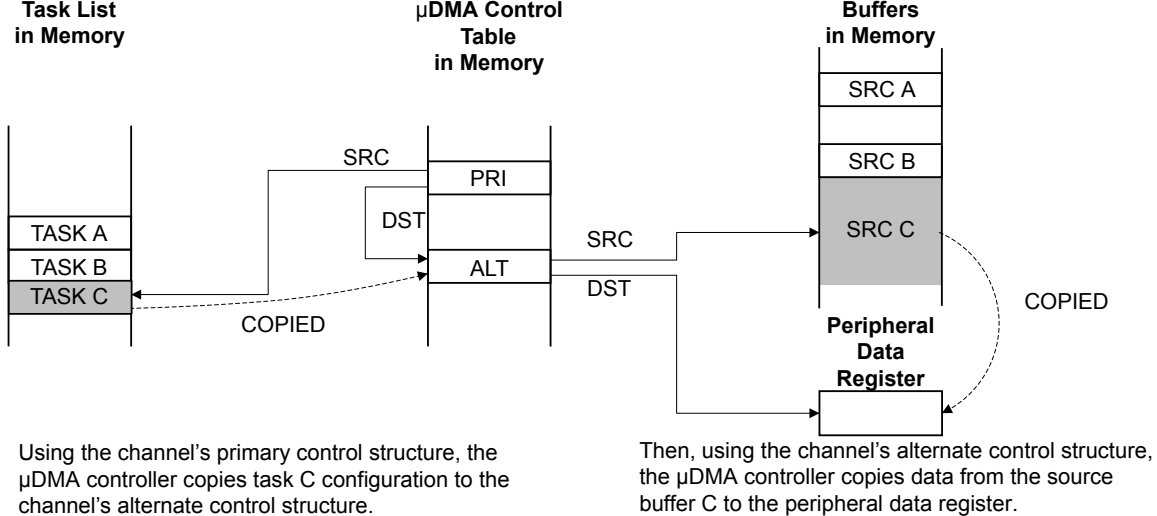 Task List
in Memory
µDMA Control
Table
in Memory
Buffers
in Memory
SRC A
SRC B
SRC C
SRC
PRI
DST
ALT
TASK A
TASK B
TASK C
COPIED
SRC
DST
COPIED
Peripheral
Data
Register
Using the channel's primary control structure, the
µDMA controller copies task C configuration to the
channel's alternate control structure.
Then, using the channel's alternate control structure,
the µDMA controller copies data from the source
buffer C to the peripheral data register.